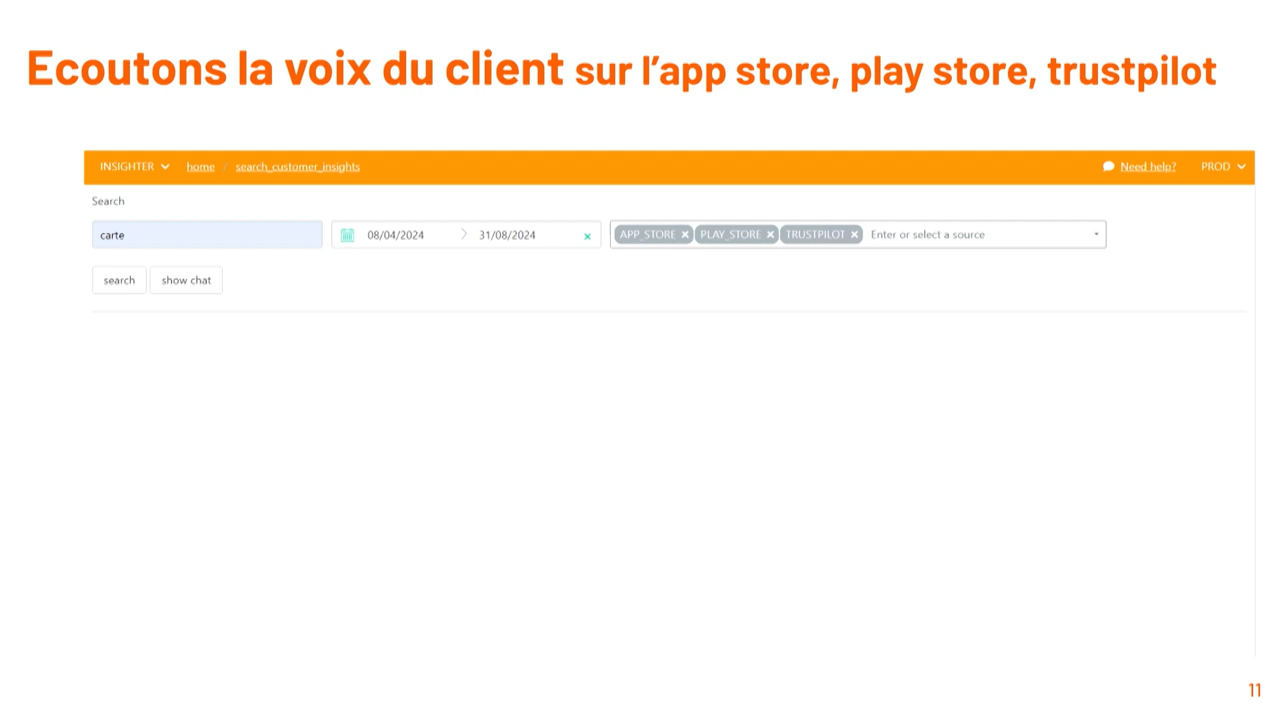 Ecoutons la voix du client sur l'app store, play store, trustpilot
INSIGHTER home / search_customer_insights Need help? PROD
Search
carte 08/04/2024 31/08/2024 APP_STORE PLAY_STORE TRUSTPILOT Enter or select a source
search show chat
11